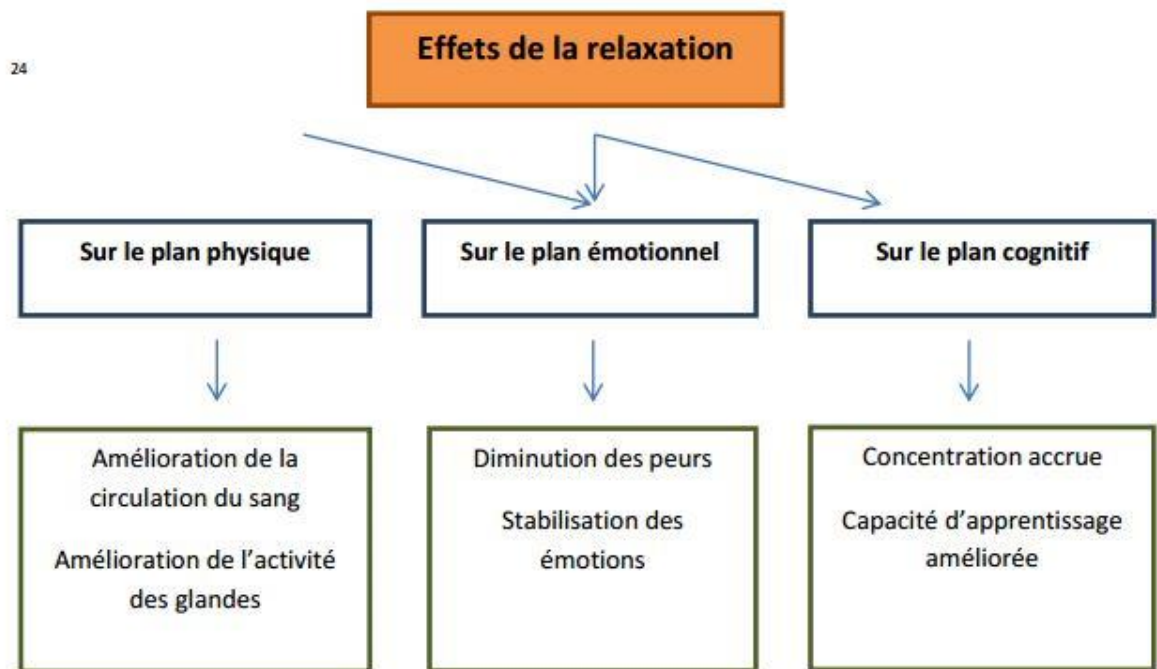 Effets de la relaxation
24
Sur le plan physique
Sur le plan émotionnel
Sur le plan cognitif
Amélioration de la
circulation du sang
Amélioration de l’activité
des glandes
Diminution des peurs
Stabilisation des
émotions
Concentration accrue
Capacité d’apprentissage
améliorée